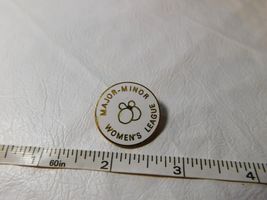 MAJOR-MINOR
WOMEN'S LEAGUE
60in 1 2 3 4